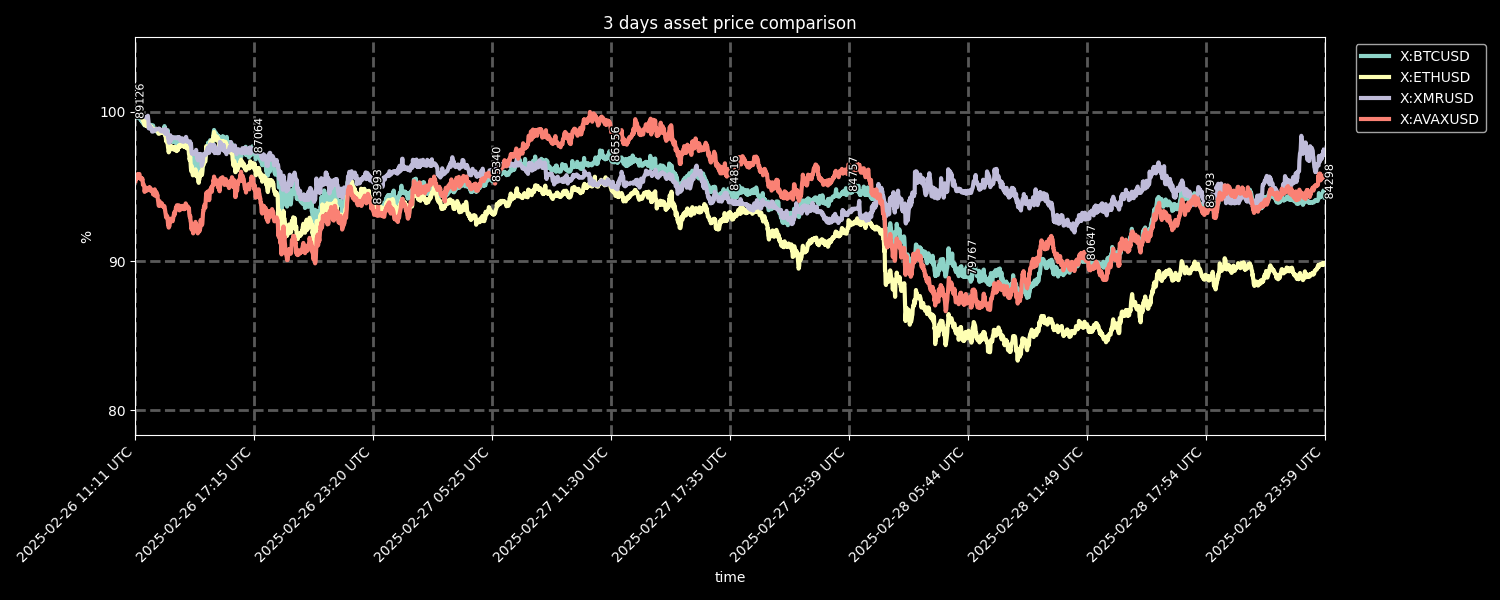 3 days asset price comparison
X:BTCUSD
X:ETHUSD
X:XMRUSD
X:AVAXUSD
%
100
90
80
89126
87064
83993
85340
86556
84816
84757
79767
80647
83793
84298
2025-02-26 11:11 UTC
2025-02-26 17:15 UTC
2025-02-26 23:20 UTC
2025-02-27 05:25 UTC
2025-02-27 11:30 UTC
2025-02-27 17:35 UTC
2025-02-27 23:39 UTC
2025-02-28 05:44 UTC
2025-02-28 11:49 UTC
2025-02-28 17:54 UTC
2025-02-28 23:59 UTC
time